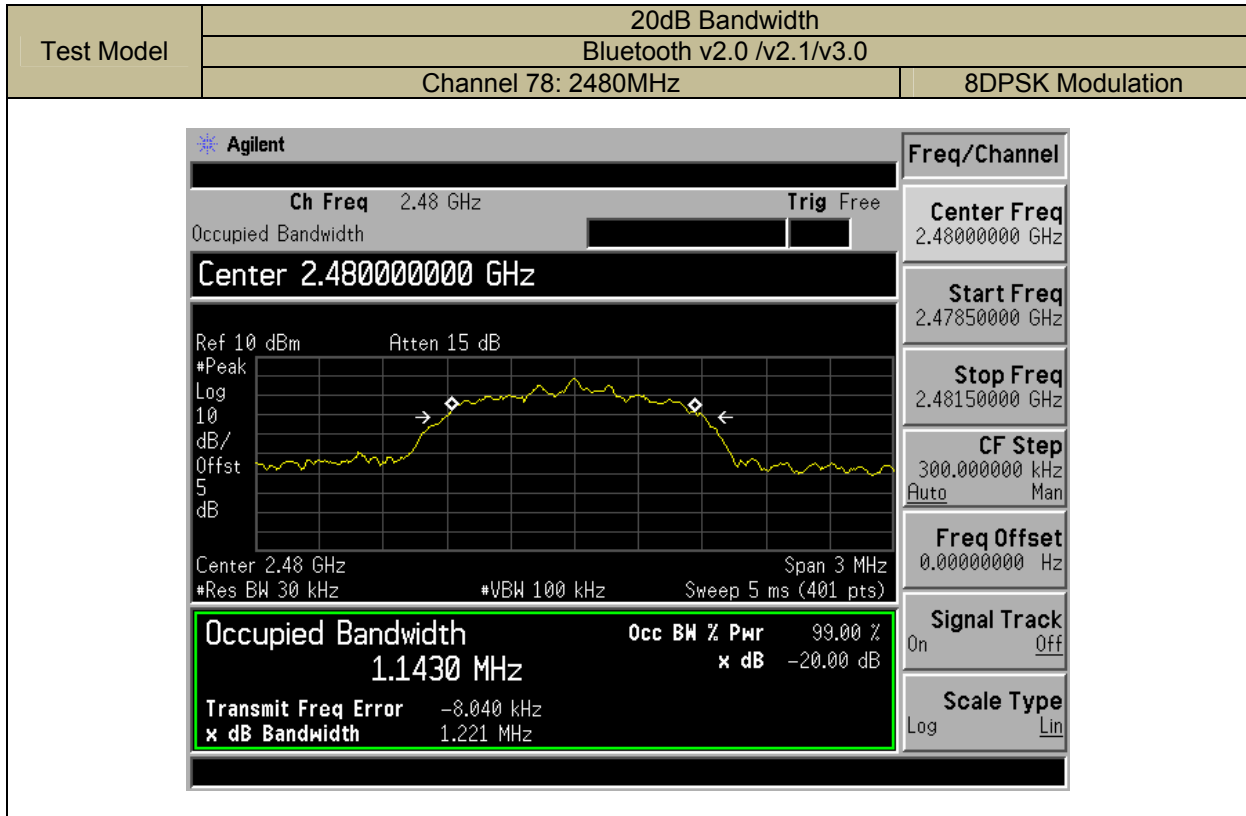 Test Model
20dB Bandwidth
Bluetooth v2.0 /v2.1/v3.0
Channel 78: 2480MHz
8DPSK Modulation
Agilent
Ch Freq 2.48 GHz Trig Free
Occupied Bandwidth
Center 2.480000000 GHz
Ref 10 dBm Atten 15 dB
#Peak
Log
10
dB/
Offst
5
dB
Center 2.48 GHz Span 3 MHz
#Res BW 30 kHz #VBW 100 kHz Sweep 5 ms (401 pts)
Occupied Bandwidth
1.1430 MHz
Occ BW % Pwr 99.00 %
x dB -20.00 dB
Transmit Freq Error -8.040 kHz
x dB Bandwidth 1.221 MHz
Freq/Channel
Center Freq
2.48000000 GHz
Start Freq
2.47850000 GHz
Stop Freq
2.48150000 GHz
CF Step
300.000000 kHz
Auto Man
Freq Offset
0.00000000 Hz
Signal Track
On Off
Scale Type
Log Lin